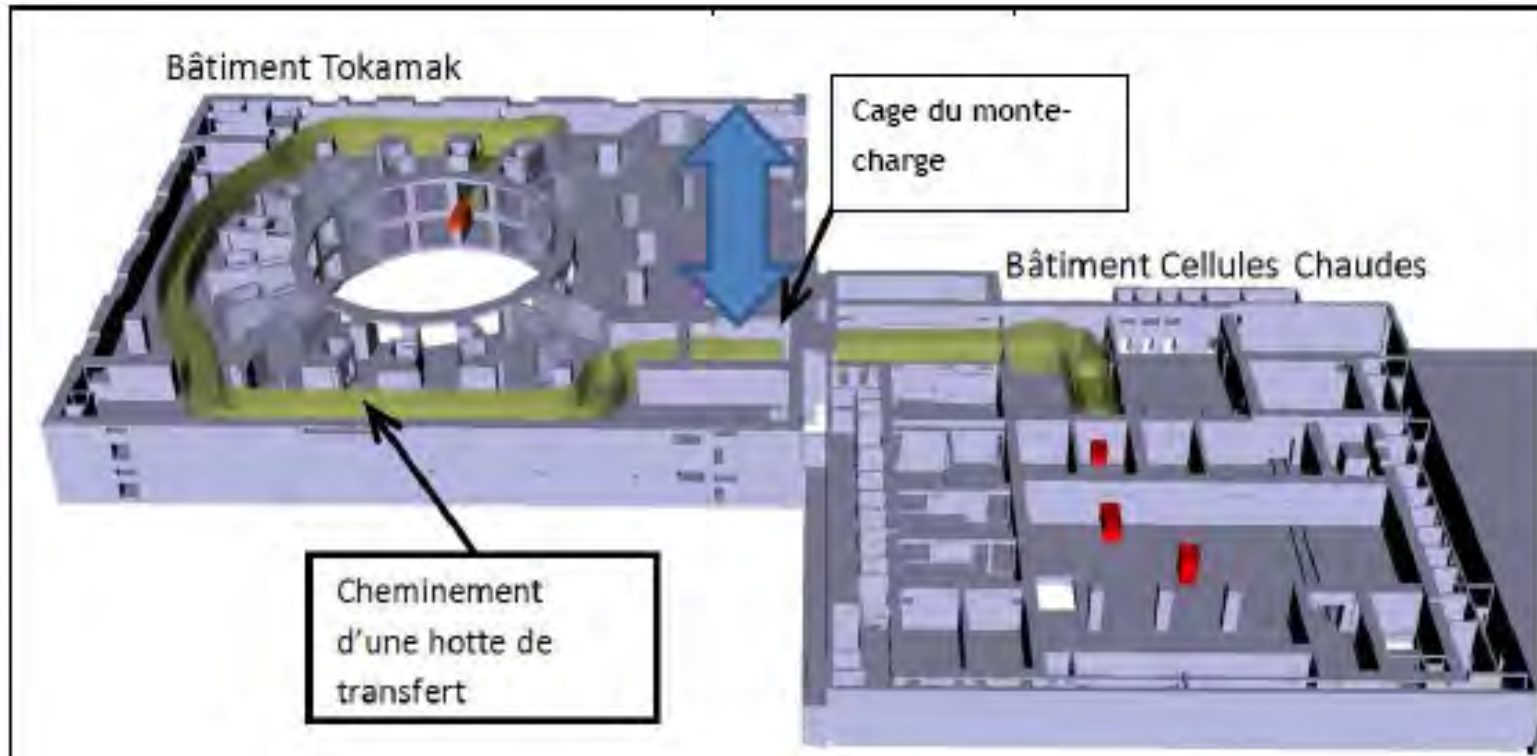 Bâtiment Tokamak
Cage du monte-
charge
Bâtiment Cellules Chaudes
Cheminement
d'une hotte de
transfert